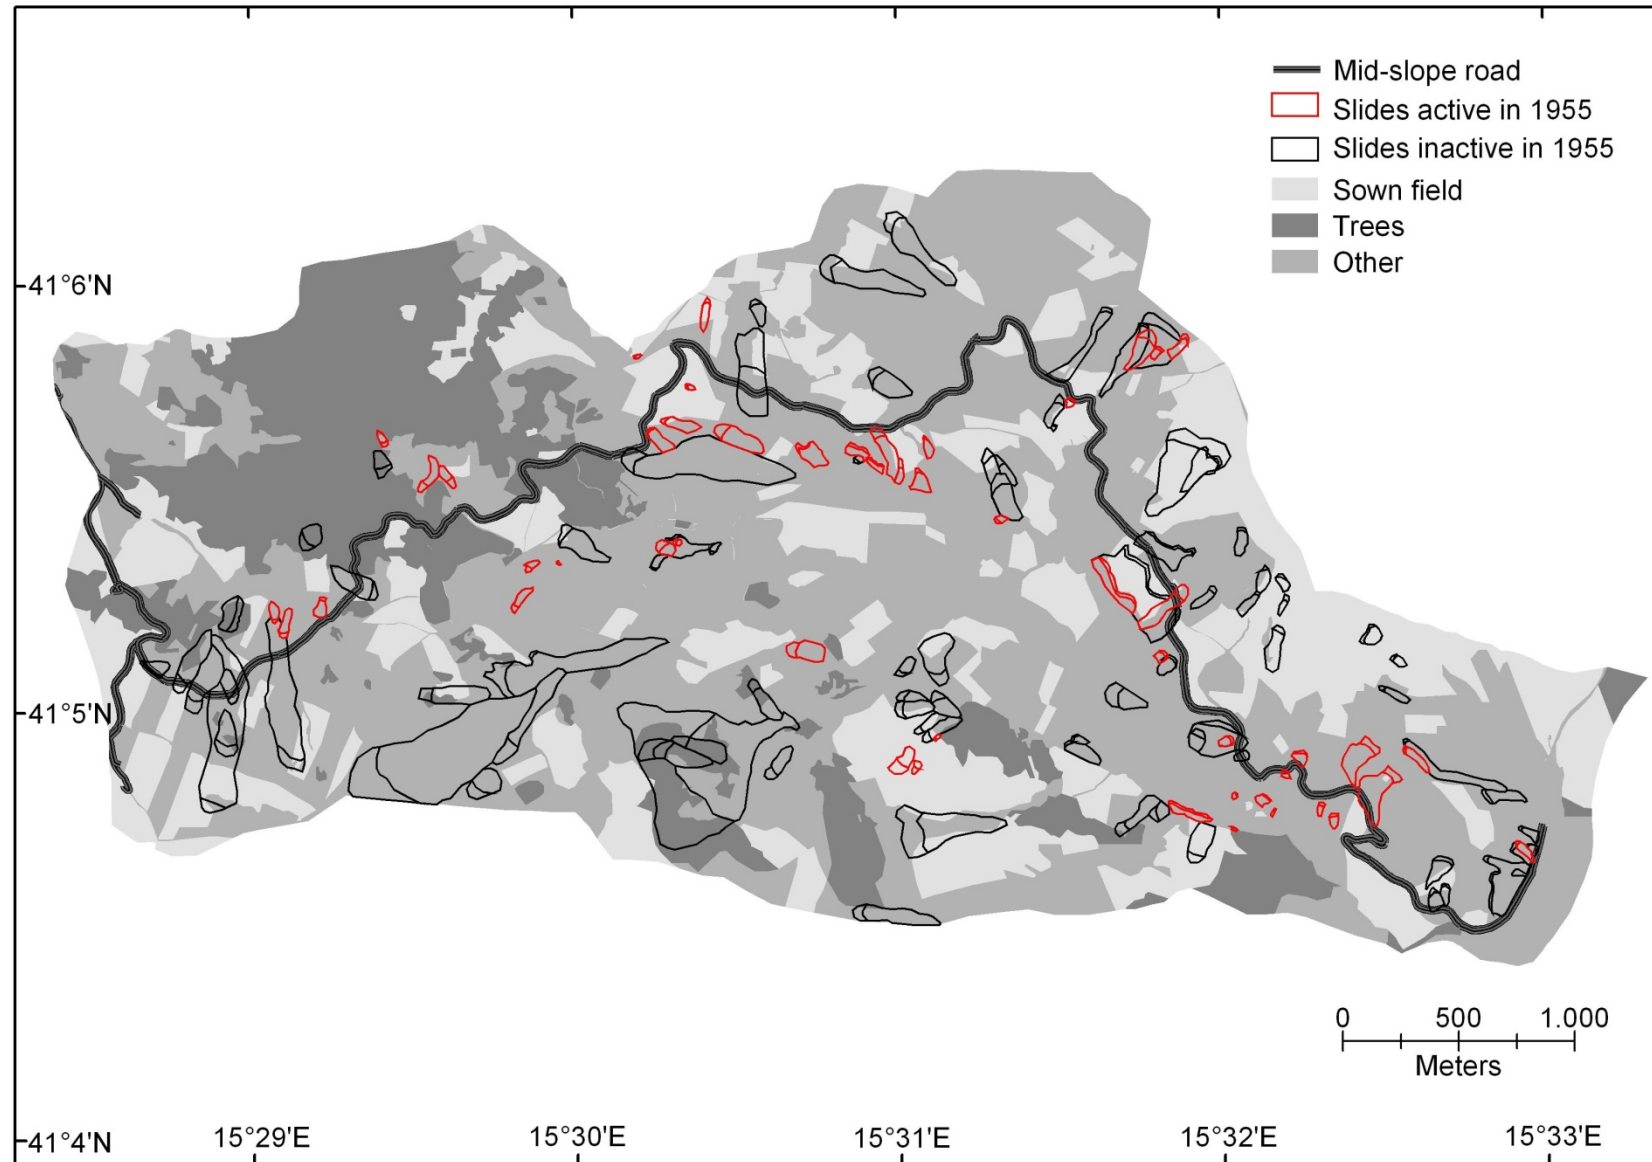 Mid-slope road
Slides active in 1955
Slides inactive in 1955
Sown field
Trees
Other
41°6'N
41°5'N
0 500 1.000
Meters
41°4'N 15°29'E 15°30'E 15°31'E 15°32'E 15°33'E